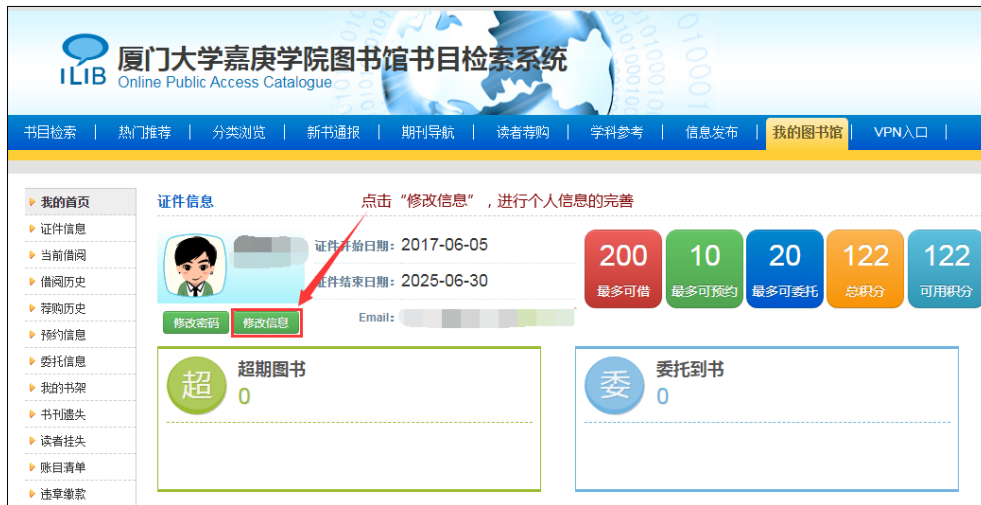 ILIB
厦门大学嘉庚学院图书馆书目检索系统
Online Public Access Catalogue
书目检索 | 热门推荐 | 分类浏览 | 新书通报 | 期刊导航 | 读者荐购 | 学科参考 | 信息发布 | 我的图书馆 | VPN入口 |
我的首页
证件信息
当前借阅
借阅历史
荐购历史
预约信息
委托信息
我的书架
书刊遗失
读者挂失
账目清单
违章缴款
证件信息
点击“修改信息”，进行个人信息的完善
证件开始日期: 2017-06-05
证件结束日期: 2025-06-30
Email:
修改密码 修改信息
200 10 20 122 122
最多可借 最多可预约 最多可委托 总积分 可用积分
超 超期图书
0
委 委托到书
0